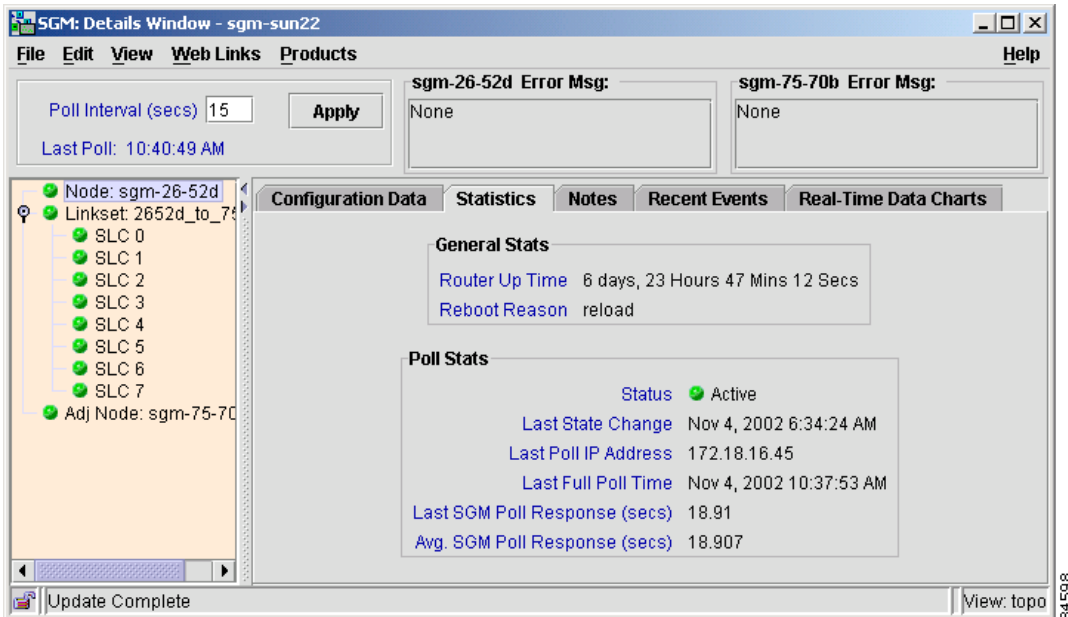 SGM: Details Window - sgm-sun22
File Edit View Web Links Products Help
Poll Interval (secs) 15 Apply
Last Poll: 10:40:49 AM
sgm-26-52d Error Msg:
None
sgm-75-70b Error Msg:
None
Node: sgm-26-52d
Linkset: 2652d_to_75
SLC 0
SLC 1
SLC 2
SLC 3
SLC 4
SLC 5
SLC 6
SLC 7
Adj Node: sgm-75-70
Configuration Data Statistics Notes Recent Events Real-Time Data Charts
General Stats
Router Up Time 6 days, 23 Hours 47 Mins 12 Secs
Reboot Reason reload
Poll Stats
Status Active
Last State Change Nov 4, 2002 6:34:24 AM
Last Poll IP Address 172.18.16.45
Last Full Poll Time Nov 4, 2002 10:37:53 AM
Last SGM Poll Response (secs) 18.91
Avg. SGM Poll Response (secs) 18.907
Update Complete
View: topo
84598